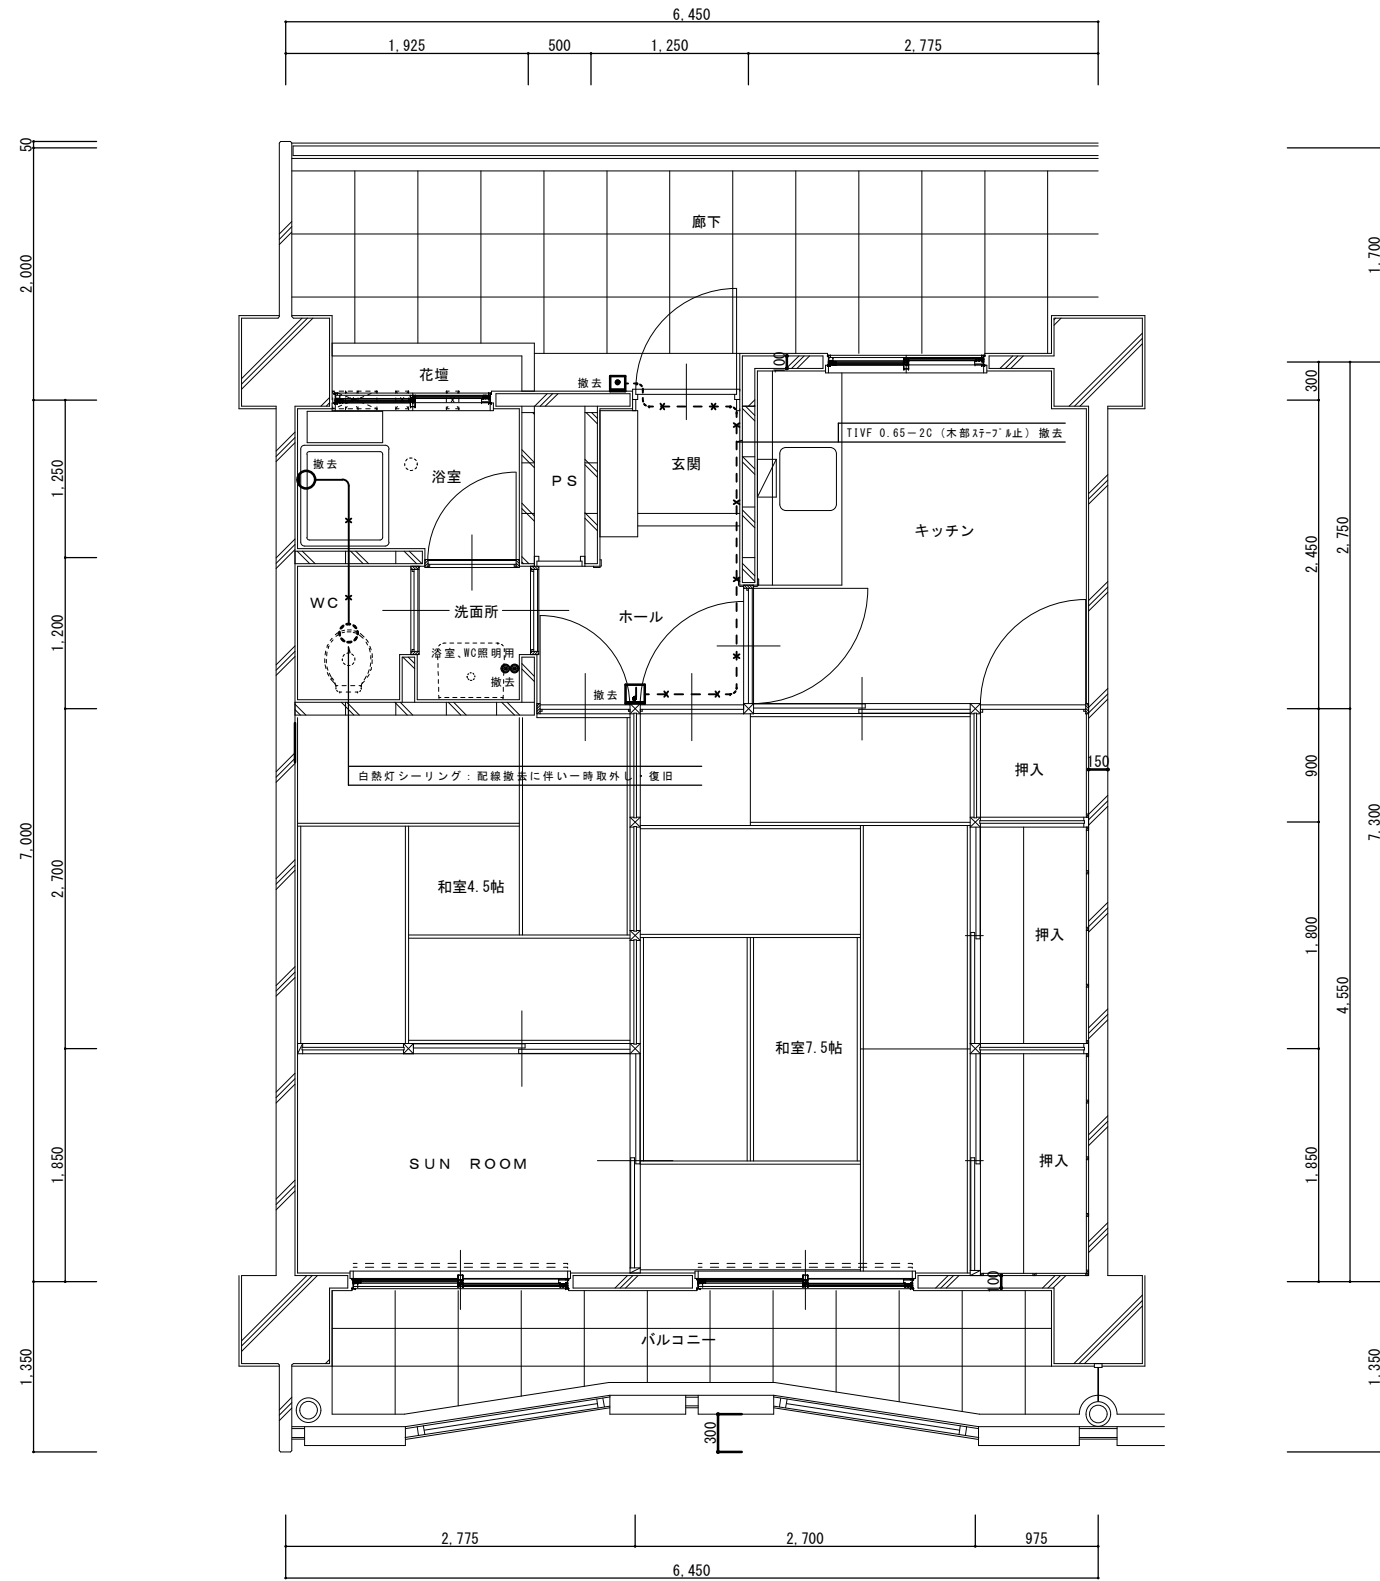 6,450
1,925
500
1,250
2,775
50
2,000
1,700
廊下
花壇
撤去
100
300
TIVF 0.65−2C（木部ｽﾃｰﾌﾟﾙ止）撤去
撤去
浴室
PS
玄関
1,250
キッチン
2,450
2,750
WC
洗面所
ホール
1,200
浴室、WC照明用
撤去
撤去
白熱灯シーリング：配線撤去に伴い一時取外し・復旧
押入
150
900
7,000
7,300
2,700
和室4.5帖
押入
1,800
4,550
和室7.5帖
SUN ROOM
押入
1,850
1,850
100
バルコニー
1,350
1,350
300
2,775
2,700
975
6,450